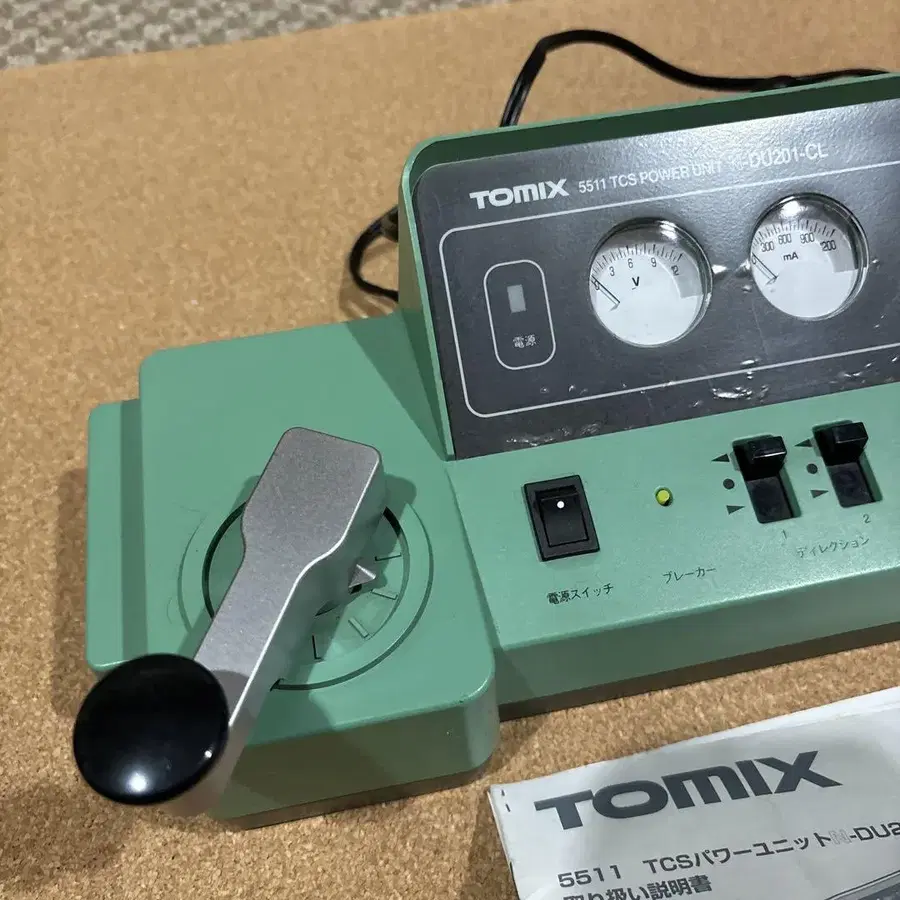 TOMIX 5511 TCS POWER UNIT N-DU201-CL
0 3 6 9 12
V
0 300 600 900 1200
mA
電源
電源スイッチ
ブレーカー
1
2
ディレクション
TOMIX
5511 TCSパワーユニットN-DU2
取り扱い説明書